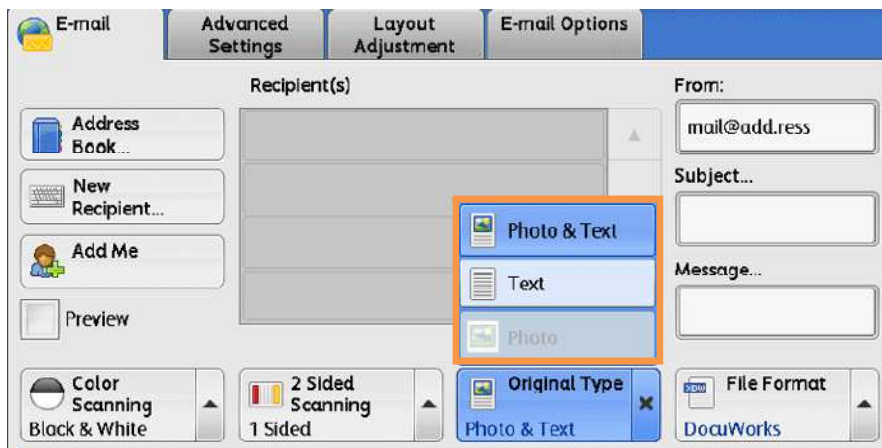 E-mail
Advanced
Settings
Layout
Adjustment
E-mail Options
Recipient(s)
From:
Address
Book...
mail@add.ress
New
Recipient...
Subject...
Photo & Text
Add Me
Message...
Text
Preview
Photo
Color
Scanning
Black & White
2 Sided
Scanning
1 Sided
Original Type
Photo & Text
File Format
XDW
DocuWorks